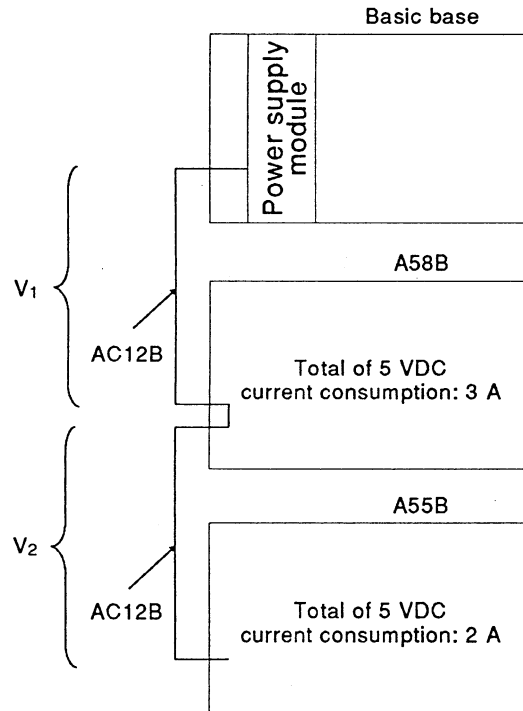 Basic base
Power supply
module
A58B
V₁
AC12B
Total of 5 VDC
current consumption: 3 A
A55B
V₂
AC12B
Total of 5 VDC
current consumption: 2 A